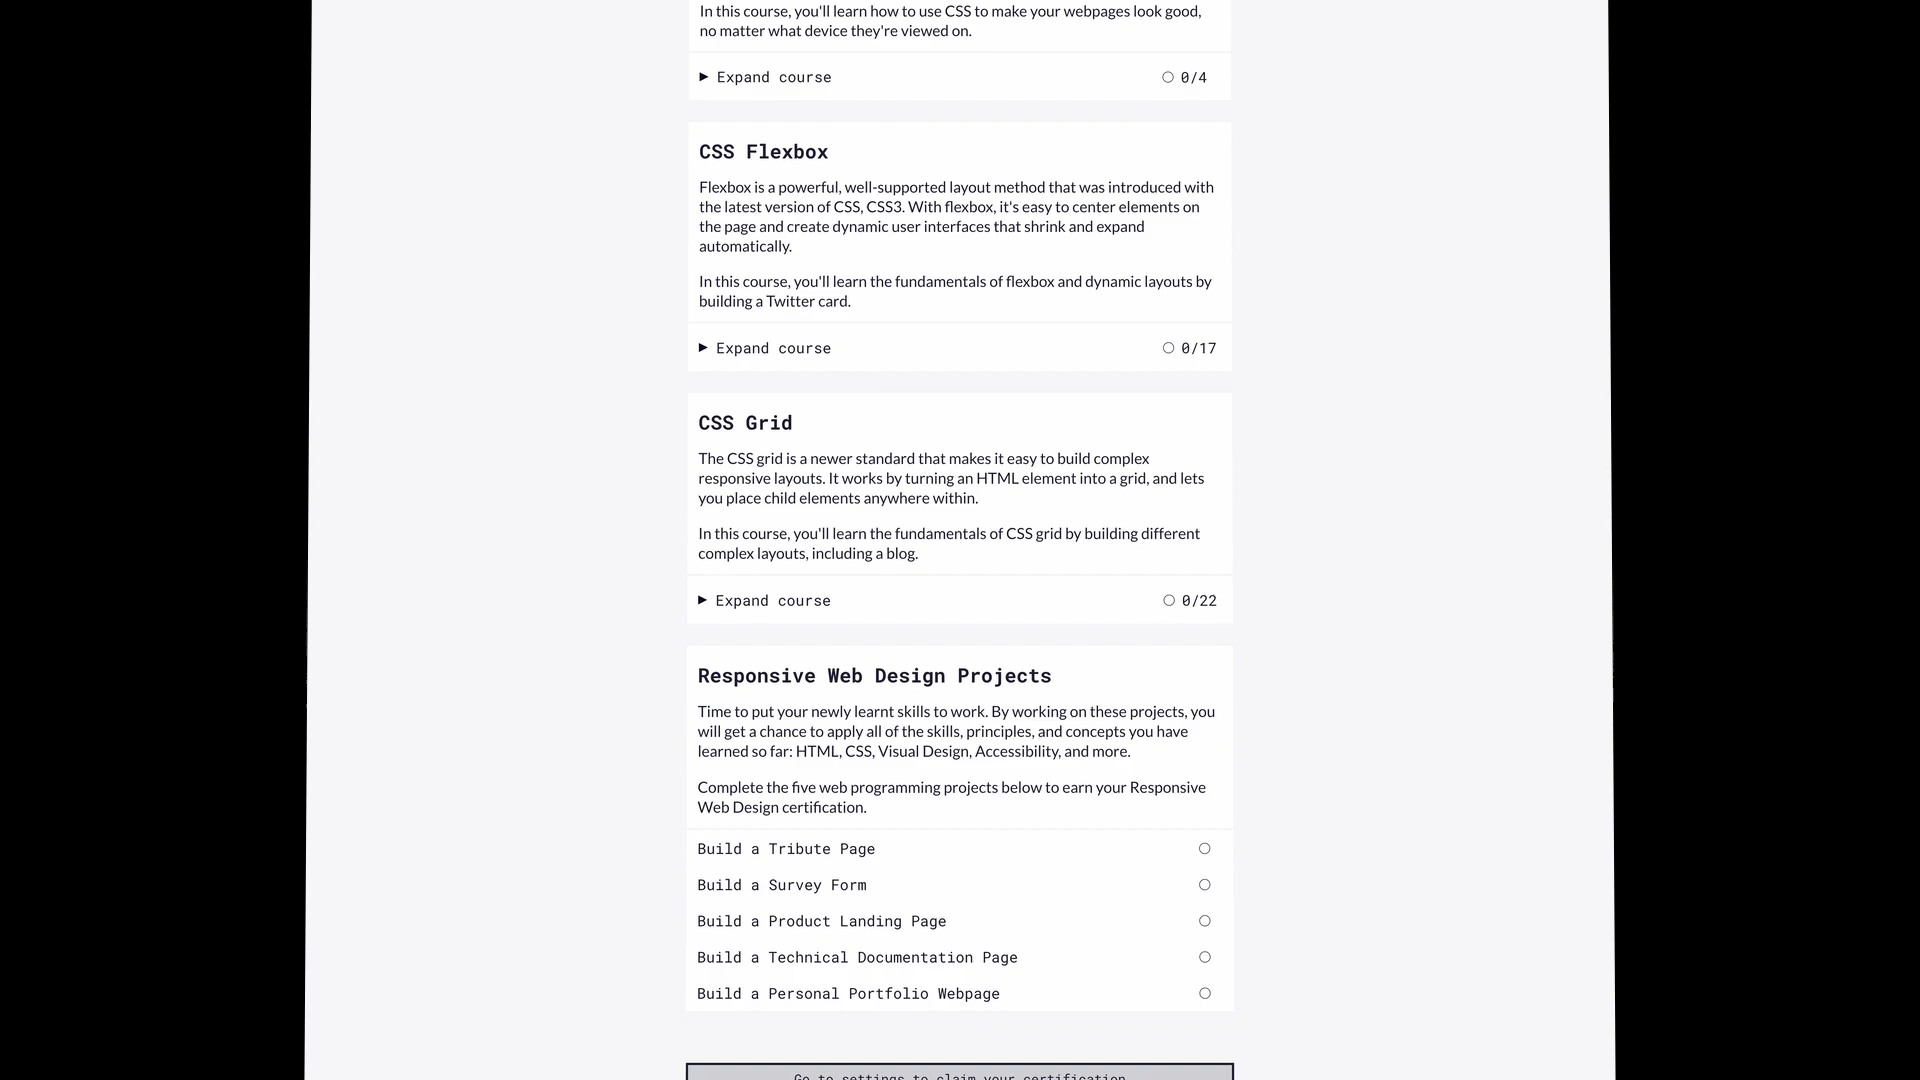 In this course, you'll learn how to use CSS to make your webpages look good,
no matter what device they're viewed on.
▶ Expand course 0/4
CSS Flexbox
Flexbox is a powerful, well-supported layout method that was introduced with
the latest version of CSS, CSS3. With flexbox, it's easy to center elements on
the page and create dynamic user interfaces that shrink and expand
automatically.
In this course, you'll learn the fundamentals of flexbox and dynamic layouts by
building a Twitter card.
▶ Expand course 0/17
CSS Grid
The CSS grid is a newer standard that makes it easy to build complex
responsive layouts. It works by turning an HTML element into a grid, and lets
you place child elements anywhere within.
In this course, you'll learn the fundamentals of CSS grid by building different
complex layouts, including a blog.
▶ Expand course 0/22
Responsive Web Design Projects
Time to put your newly learnt skills to work. By working on these projects, you
will get a chance to apply all of the skills, principles, and concepts you have
learned so far: HTML, CSS, Visual Design, Accessibility, and more.
Complete the five web programming projects below to earn your Responsive
Web Design certification.
Build a Tribute Page
Build a Survey Form
Build a Product Landing Page
Build a Technical Documentation Page
Build a Personal Portfolio Webpage
Go to settings to claim your certification